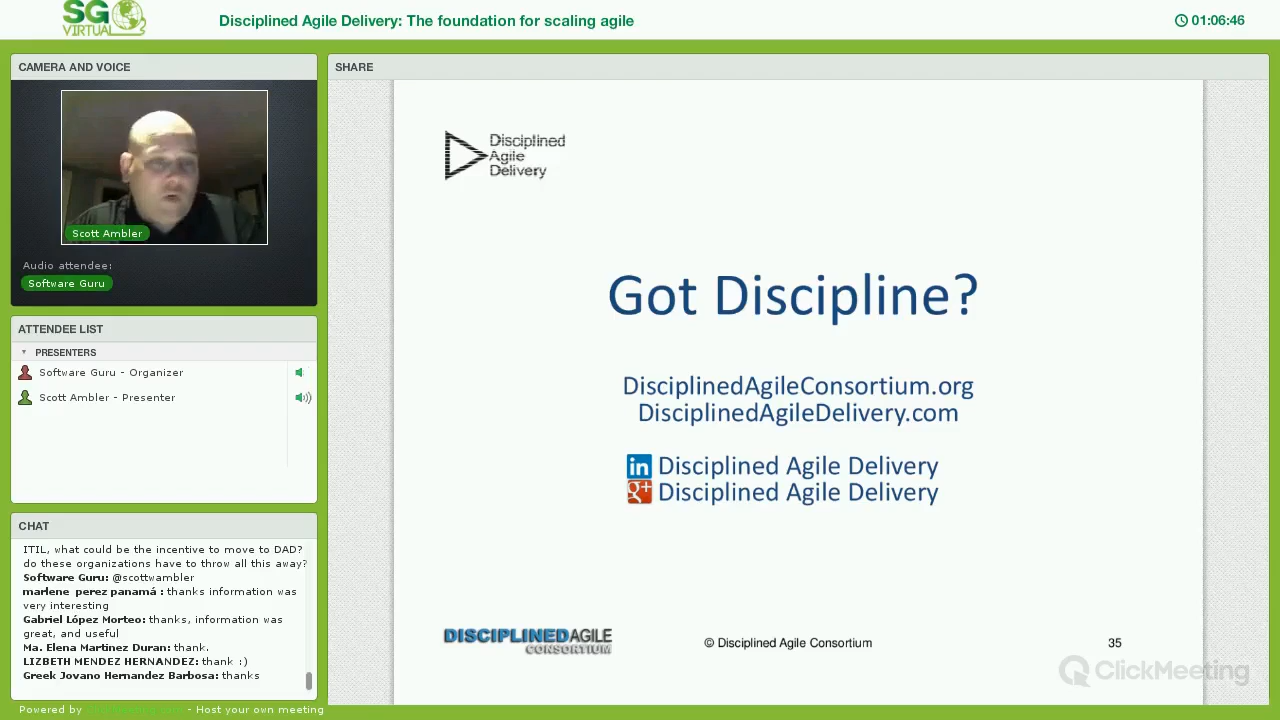 SG
VIRTUAL
Disciplined Agile Delivery: The foundation for scaling agile
01:06:46
CAMERA AND VOICE
Scott Ambler
Audio attendee:
Software Guru
ATTENDEE LIST
PRESENTERS
Software Guru - Organizer
Scott Ambler - Presenter
CHAT
ITIL, what could be the incentive to move to DAD?
do these organizations have to throw all this away?
Software Guru: @scottwambler
marlene perez panamá : thanks information was
very interesting
Gabriel López Morteo: thanks, information was
great, and useful
Ma. Elena Martinez Duran: thank.
LIZBETH MENDEZ HERNANDEZ: thank :)
Greek Jovano Hernandez Barbosa: thanks
Powered by - Host your own meeting
SHARE
Disciplined
Agile
Delivery
Got Discipline?
DisciplinedAgileConsortium.org
DisciplinedAgileDelivery.com
in Disciplined Agile Delivery
g+ Disciplined Agile Delivery
DISCIPLINEDAGILE
CONSORTIUM
© Disciplined Agile Consortium
35
ClickMeeting